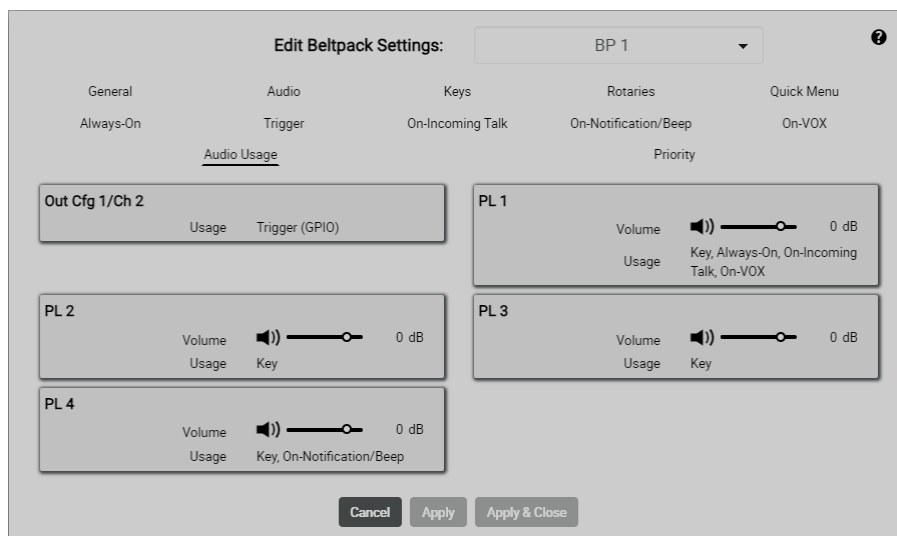 Edit Beltpack Settings: BP 1 ?
General Audio Keys Rotaries Quick Menu
Always-On Trigger On-Incoming Talk On-Notification/Beep On-VOX
Audio Usage Priority
Out Cfg 1/Ch 2
Usage Trigger (GPIO)
PL 1
Volume 0 dB
Usage Key, Always-On, On-Incoming
Talk, On-VOX
PL 2
Volume 0 dB
Usage Key
PL 3
Volume 0 dB
Usage Key
PL 4
Volume 0 dB
Usage Key, On-Notification/Beep
Cancel Apply Apply & Close